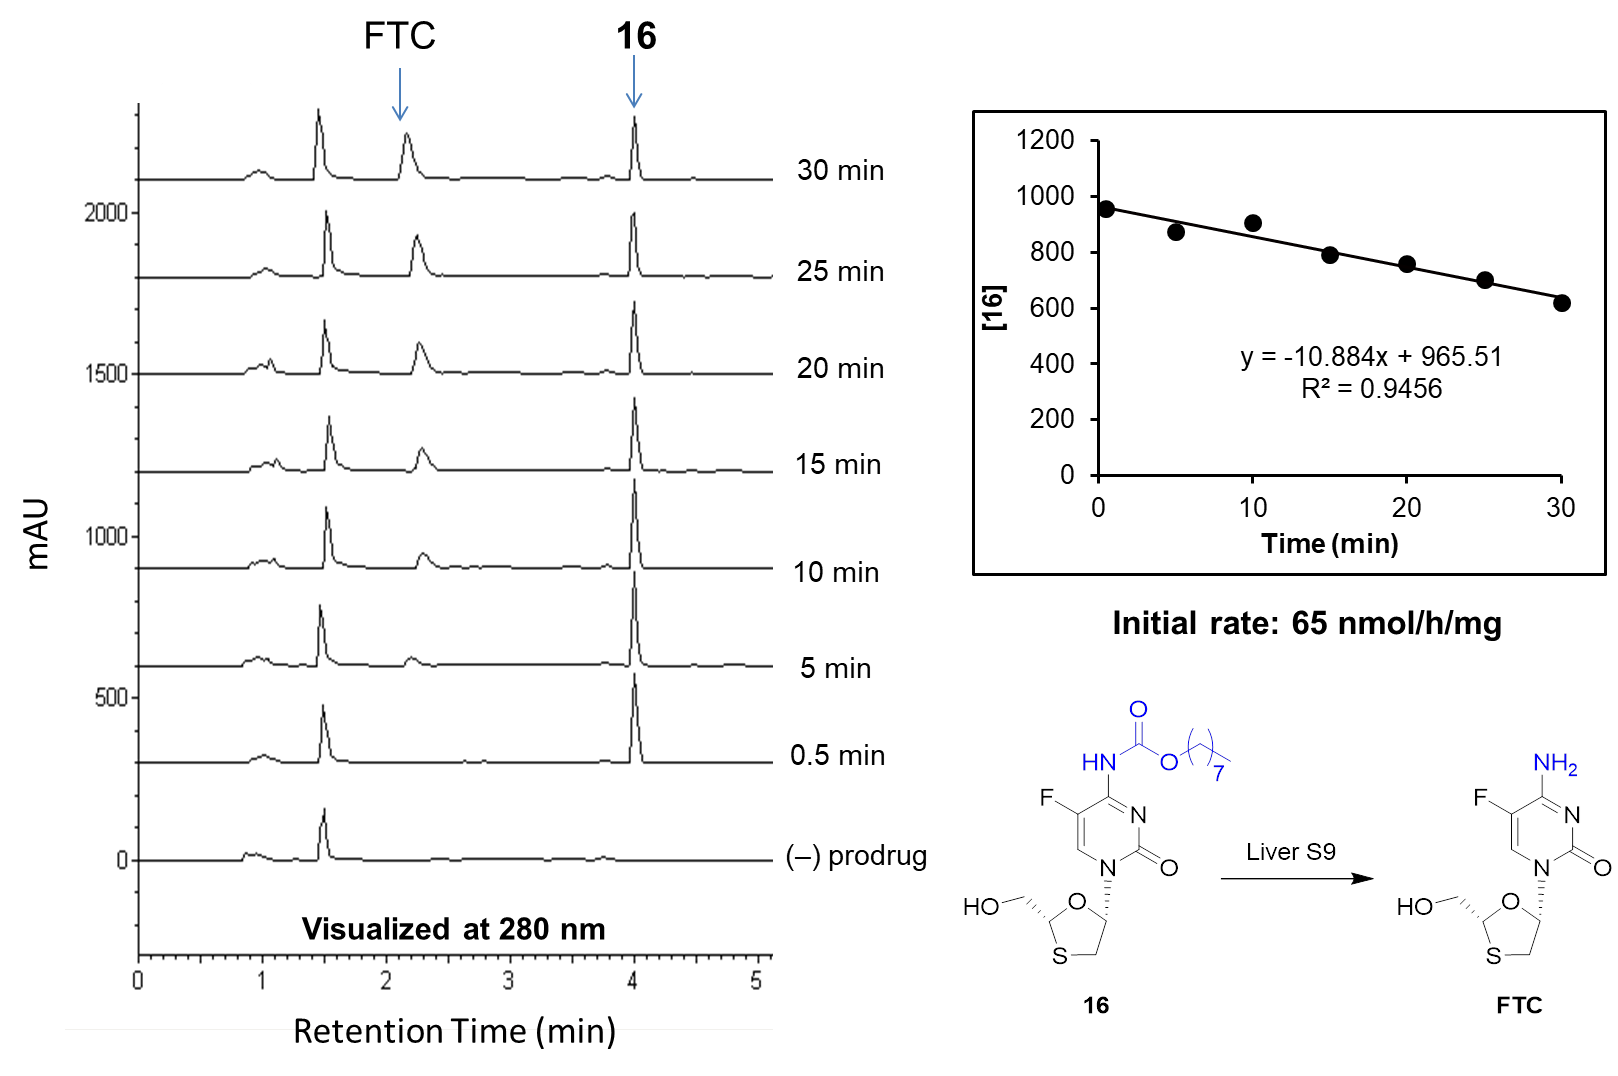 FTC
16
30 min
2000
25 min
1500
20 min
15 min
1000
10 min
5 min
500
0.5 min
0
(–) prodrug
mAU
Visualized at 280 nm
0 1 2 3 4 5
Retention Time (min)
1200
1000
800
600
400
200
0
[16]
y = -10.884x + 965.51
R² = 0.9456
0 10 20 30
Time (min)
Initial rate: 65 nmol/h/mg
O
HN
O
7
F
N
N
O
HO
O
S
16
Liver S9
NH2
F
N
N
O
HO
O
S
FTC